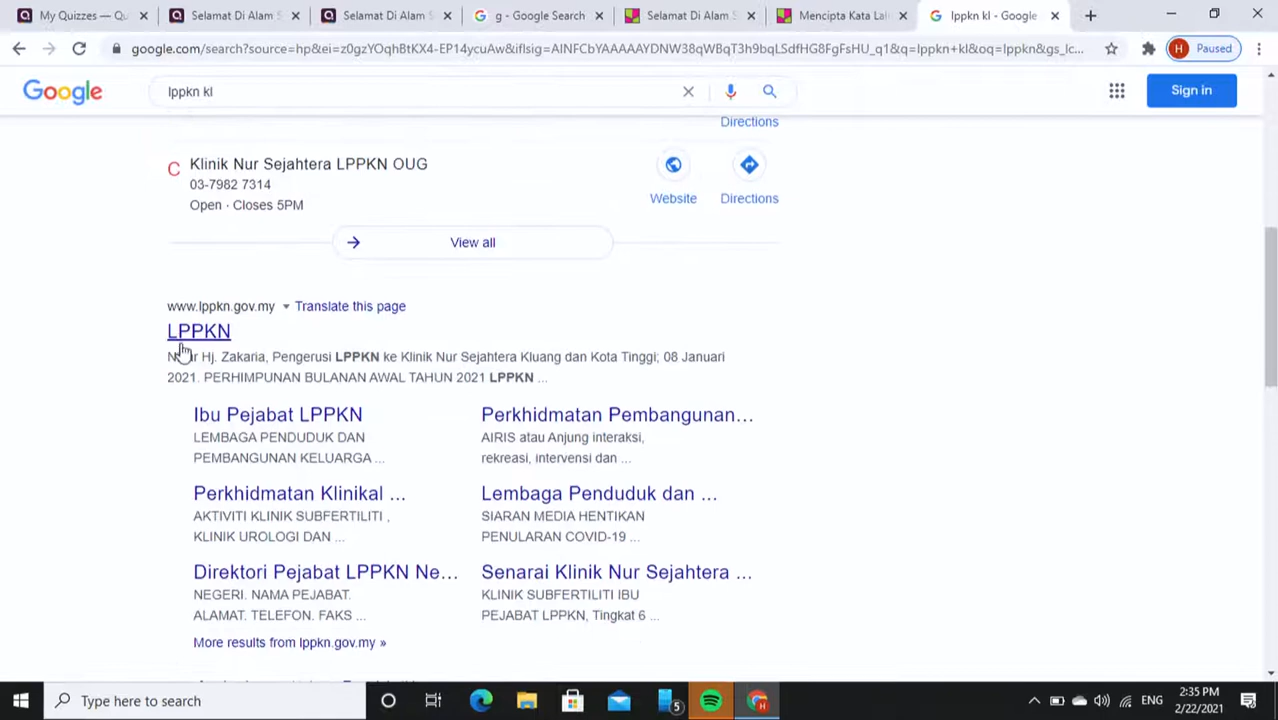 My Quizzes — Qu
Selamat Di Alam S
Selamat Di Alam S
g - Google Search
Selamat Di Alam S
Mencipta Kata Lal
lppkn kl - Google
google.com/search?source=hp&ei=z0gzYOqhBtKX4-EP14ycuAw&iflsig=AINFCbYAAAAAYDNW38qWBqT3h9bqLSdfHG8FgFsHU_q1&q=lppkn+kl&oq=lppkn&gs_lc...
H Paused
Google
lppkn kl
Sign in
Directions
C Klinik Nur Sejahtera LPPKN OUG
03-7982 7314
Open · Closes 5PM
Website
Directions
View all
www.lppkn.gov.my Translate this page
LPPKN
Hj. Zakaria, Pengerusi LPPKN ke Klinik Nur Sejahtera Kluang dan Kota Tinggi; 08 Januari
2021. PERHIMPUNAN BULANAN AWAL TAHUN 2021 LPPKN ...
Ibu Pejabat LPPKN
LEMBAGA PENDUDUK DAN
PEMBANGUNAN KELUARGA ...
Perkhidmatan Pembangunan...
AIRIS atau Anjung interaksi,
rekreasi, intervensi dan ...
Perkhidmatan Klinikal ...
AKTIVITI KLINIK SUBFERTILITI ,
KLINIK UROLOGI DAN ...
Lembaga Penduduk dan ...
SIARAN MEDIA HENTIKAN
PENULARAN COVID-19 ...
Direktori Pejabat LPPKN Ne...
NEGERI. NAMA PEJABAT.
ALAMAT. TELEFON. FAKS ...
Senarai Klinik Nur Sejahtera ...
KLINIK SUBFERTILITI IBU
PEJABAT LPPKN, Tingkat 6 ...
More results from lppkn.gov.my »
Type here to search
5
H
ENG
2:35 PM
2/22/2021